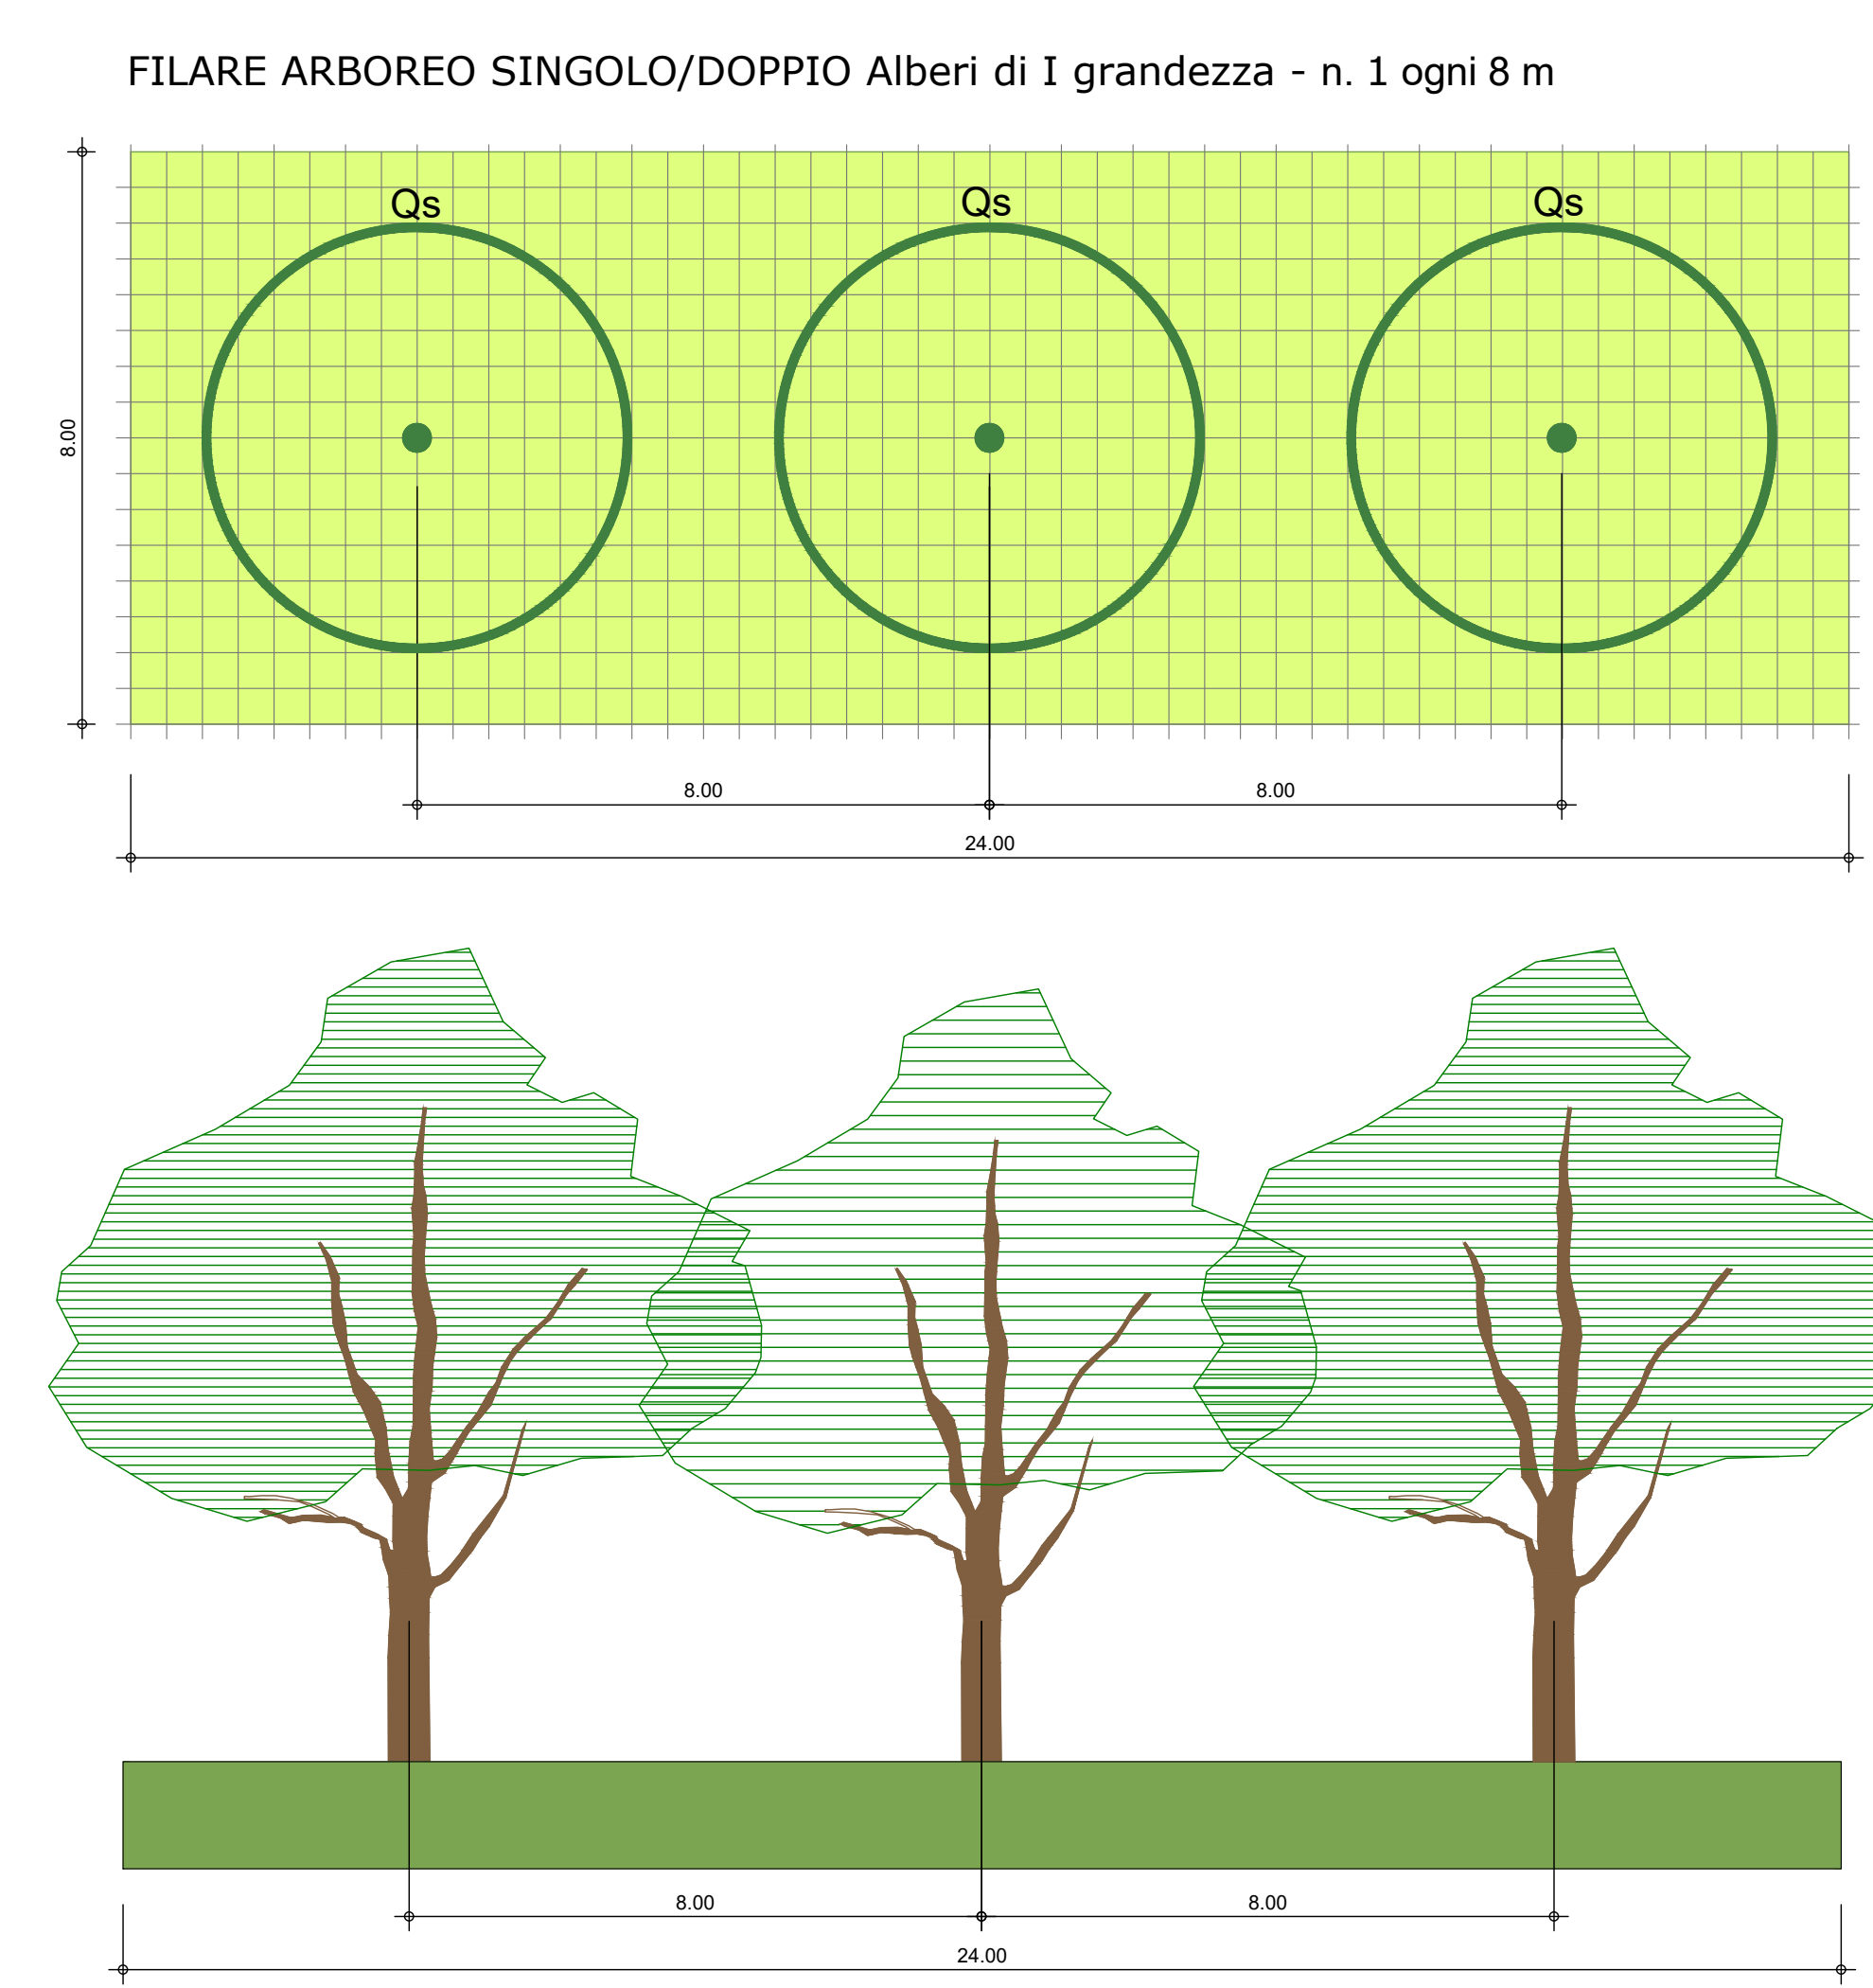 FILARE ARBOREO SINGOLO/DOPPIO Alberi di I grandezza - n. 1 ogni 8 m
Qs Qs Qs
8.00
8.00 8.00
24.00
8.00 8.00
24.00